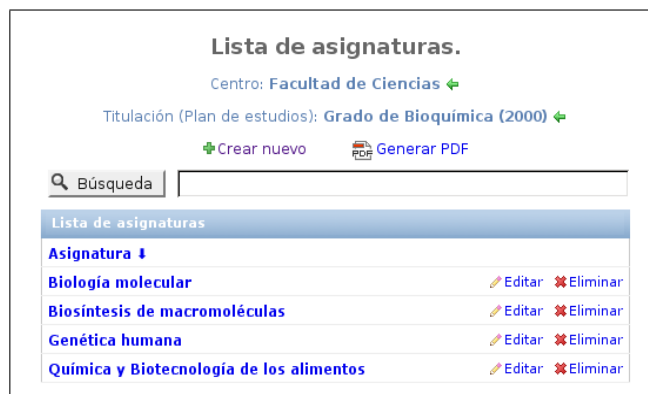 Lista de asignaturas.
Centro: Facultad de Ciencias
Titulación (Plan de estudios): Grado de Bioquímica (2000)
Crear nuevo PDF Generar PDF
Búsqueda
Lista de asignaturas
Asignatura
Biología molecular Editar Eliminar
Biosíntesis de macromoléculas Editar Eliminar
Genética humana Editar Eliminar
Química y Biotecnología de los alimentos Editar Eliminar